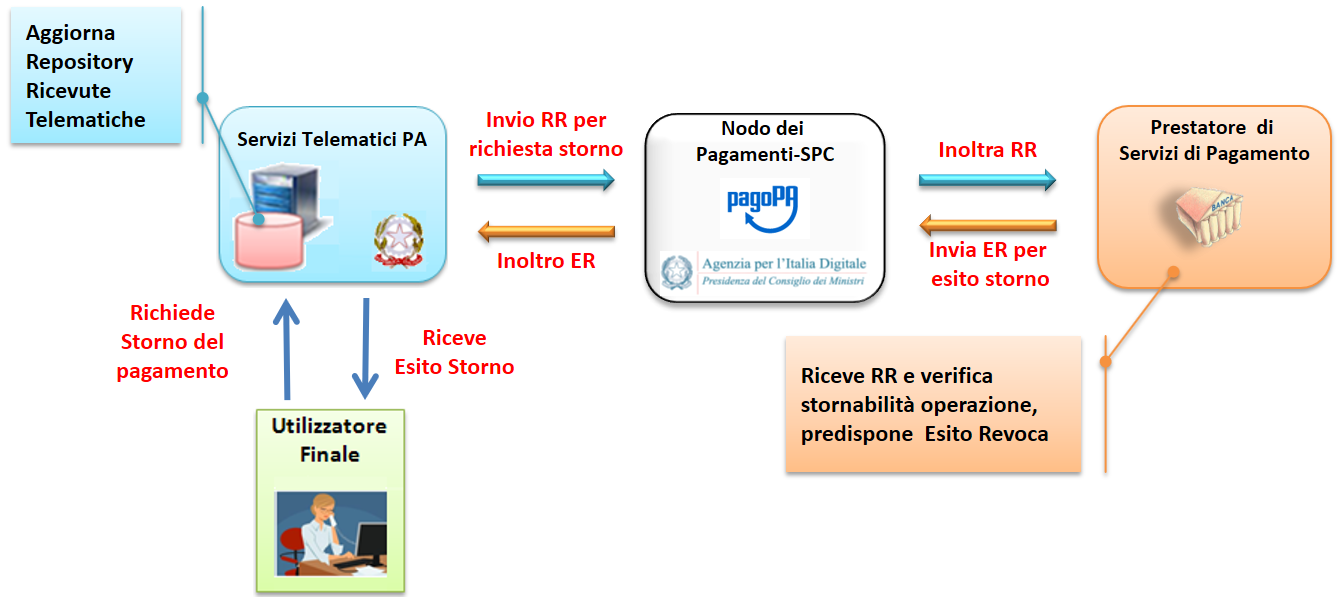 Aggiorna
Repository
Ricevute
Telematiche
Servizi Telematici PA
Invio RR per
richiesta storno
Inoltro ER
Nodo dei
Pagamenti-SPC
pagoPA
Agenzia per l'Italia Digitale
Presidenza del Consiglio dei Ministri
Inoltra RR
Invia ER per
esito storno
Prestatore di
Servizi di Pagamento
BANCA
Richiede
Storno del
pagamento
Riceve
Esito Storno
Riceve RR e verifica
stornabilità operazione,
predispone Esito Revoca
Utilizzatore
Finale